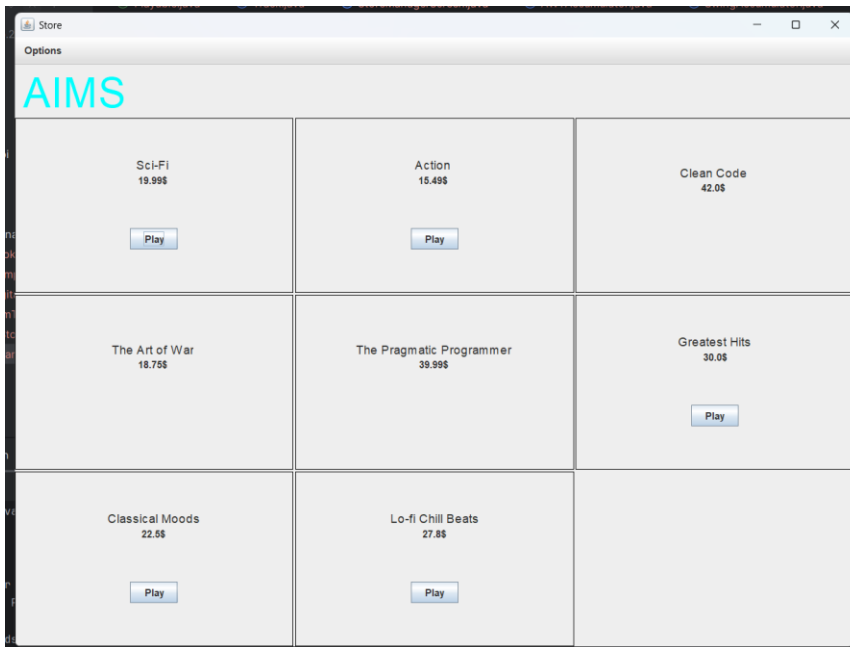 Store
Options
AIMS
Sci-Fi
19.99$
Play
Action
15.49$
Play
Clean Code
42.0$
The Art of War
18.75$
The Pragmatic Programmer
39.99$
Greatest Hits
30.0$
Play
Classical Moods
22.5$
Play
Lo-fi Chill Beats
27.8$
Play